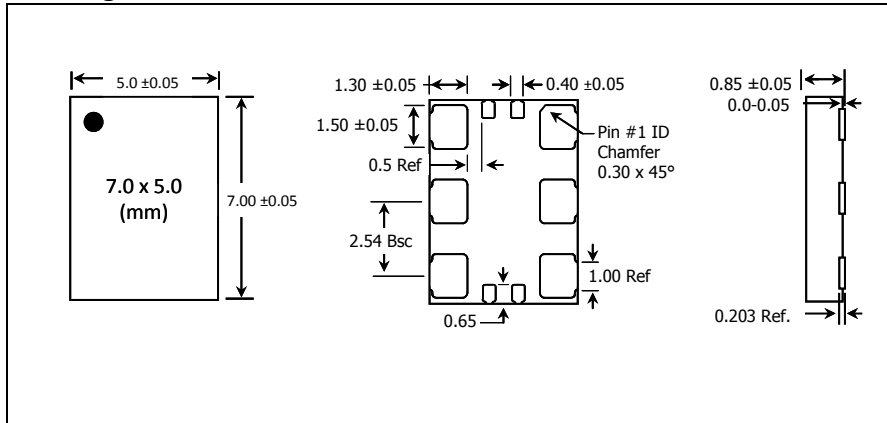 5.0 ±0.05
7.0 x 5.0
(mm)
7.00 ±0.05
1.30 ±0.05
0.40 ±0.05
1.50 ±0.05
0.5 Ref
2.54 Bsc
0.65
Pin #1 ID
Chamfer
0.30 x 45°
1.00 Ref
0.85 ±0.05
0.0-0.05
0.203 Ref.